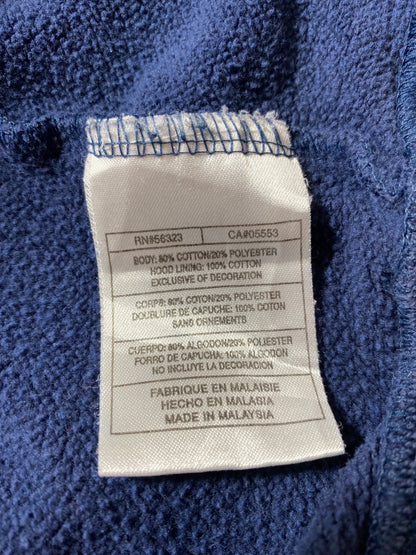 RN#56323 CA#05553
BODY: 80% COTTON/20% POLYESTER
HOOD LINING: 100% COTTON
EXCLUSIVE OF DECORATION
CORPS: 80% COTON/20% POLYESTER
DOUBLURE DE CAPUCHE: 100% COTON
SANS ORNEMENTS
CUERPO: 80% ALGODON/20% POLIESTER
FORRO DE CAPUCHA: 100% ALGODON
NO INCLUYE LA DECORACION
FABRIQUE EN MALAISIE
HECHO EN MALASIA
MADE IN MALAYSIA